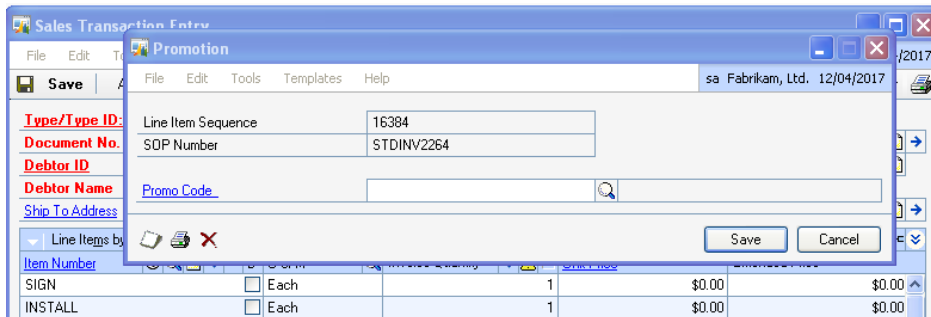 Sales Transaction Entry
Promotion
File Edit
/2017
File Edit Tools Templates Help
sa Fabrikam, Ltd. 12/04/2017
Save
Type/Type ID:
Line Item Sequence 16384
Document No.
SOP Number STDINV2264
Debtor ID
Debtor Name
Promo Code
Ship To Address
Line Items by
Save Cancel
Item Number
SIGN Each 1 $0.00 $0.00
INSTALL Each 1 $0.00 $0.00